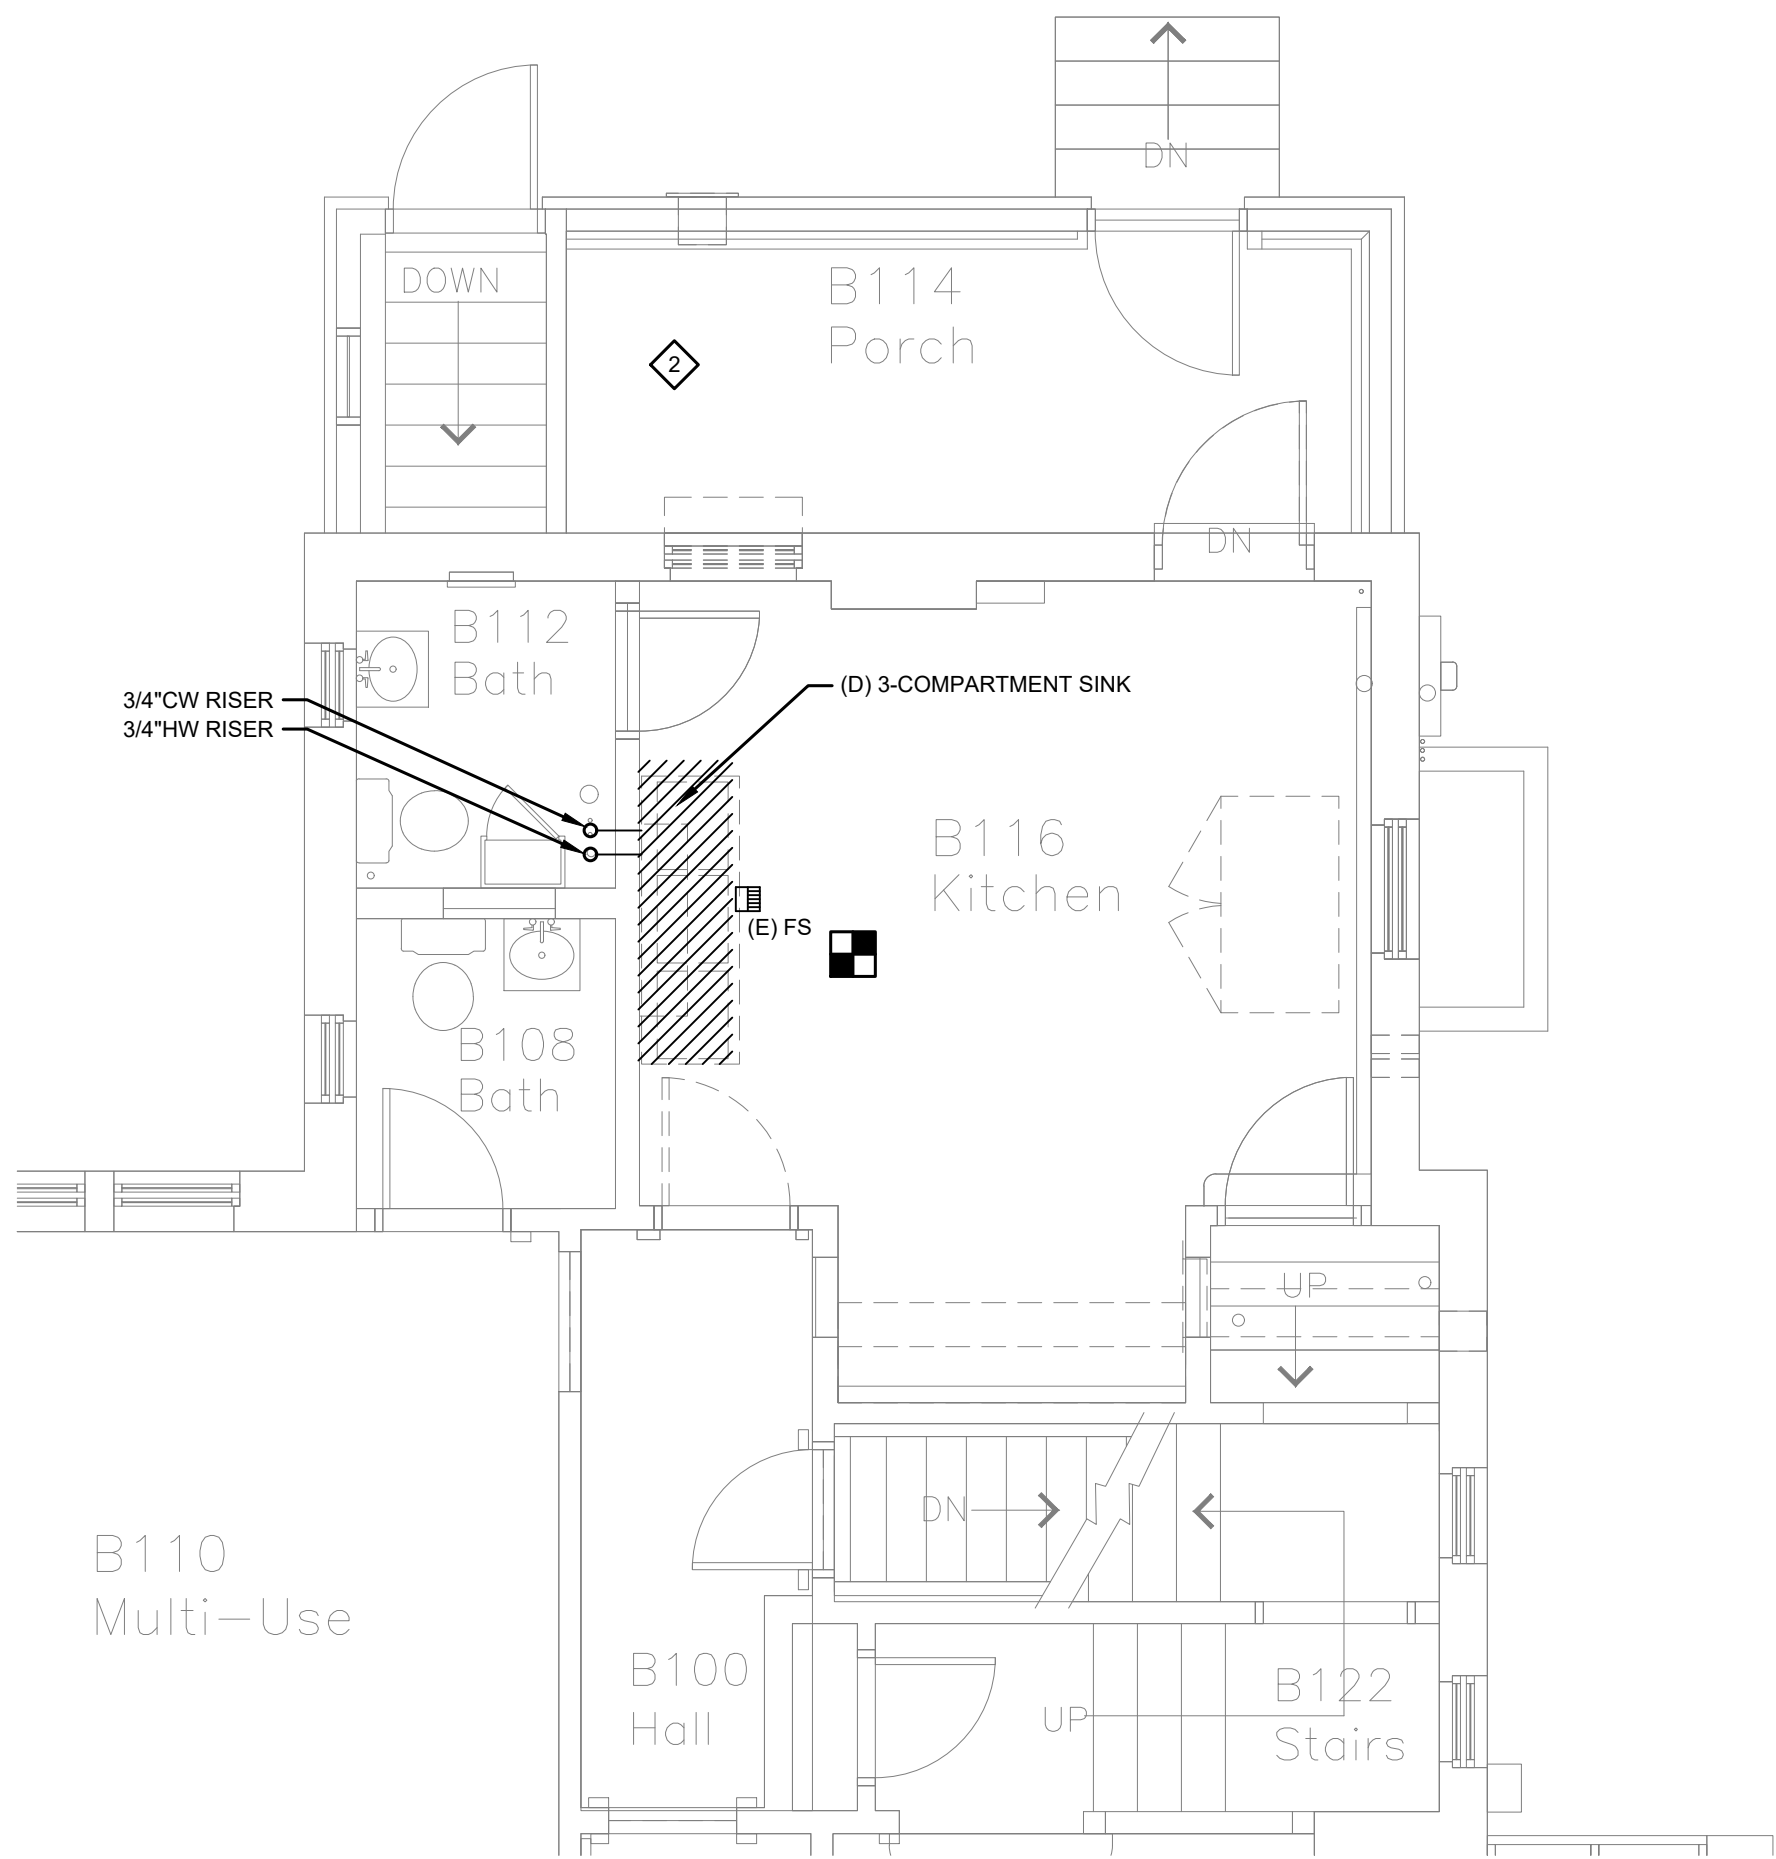 DN
DOWN
B114
Porch
2
DN
B112
Bath
(D) 3-COMPARTMENT SINK
3/4"CW RISER
3/4"HW RISER
B116
Kitchen
(E) FS
B108
Bath
UP
DN
B110
Multi-Use
B100
Hall
B122
Stairs
UP